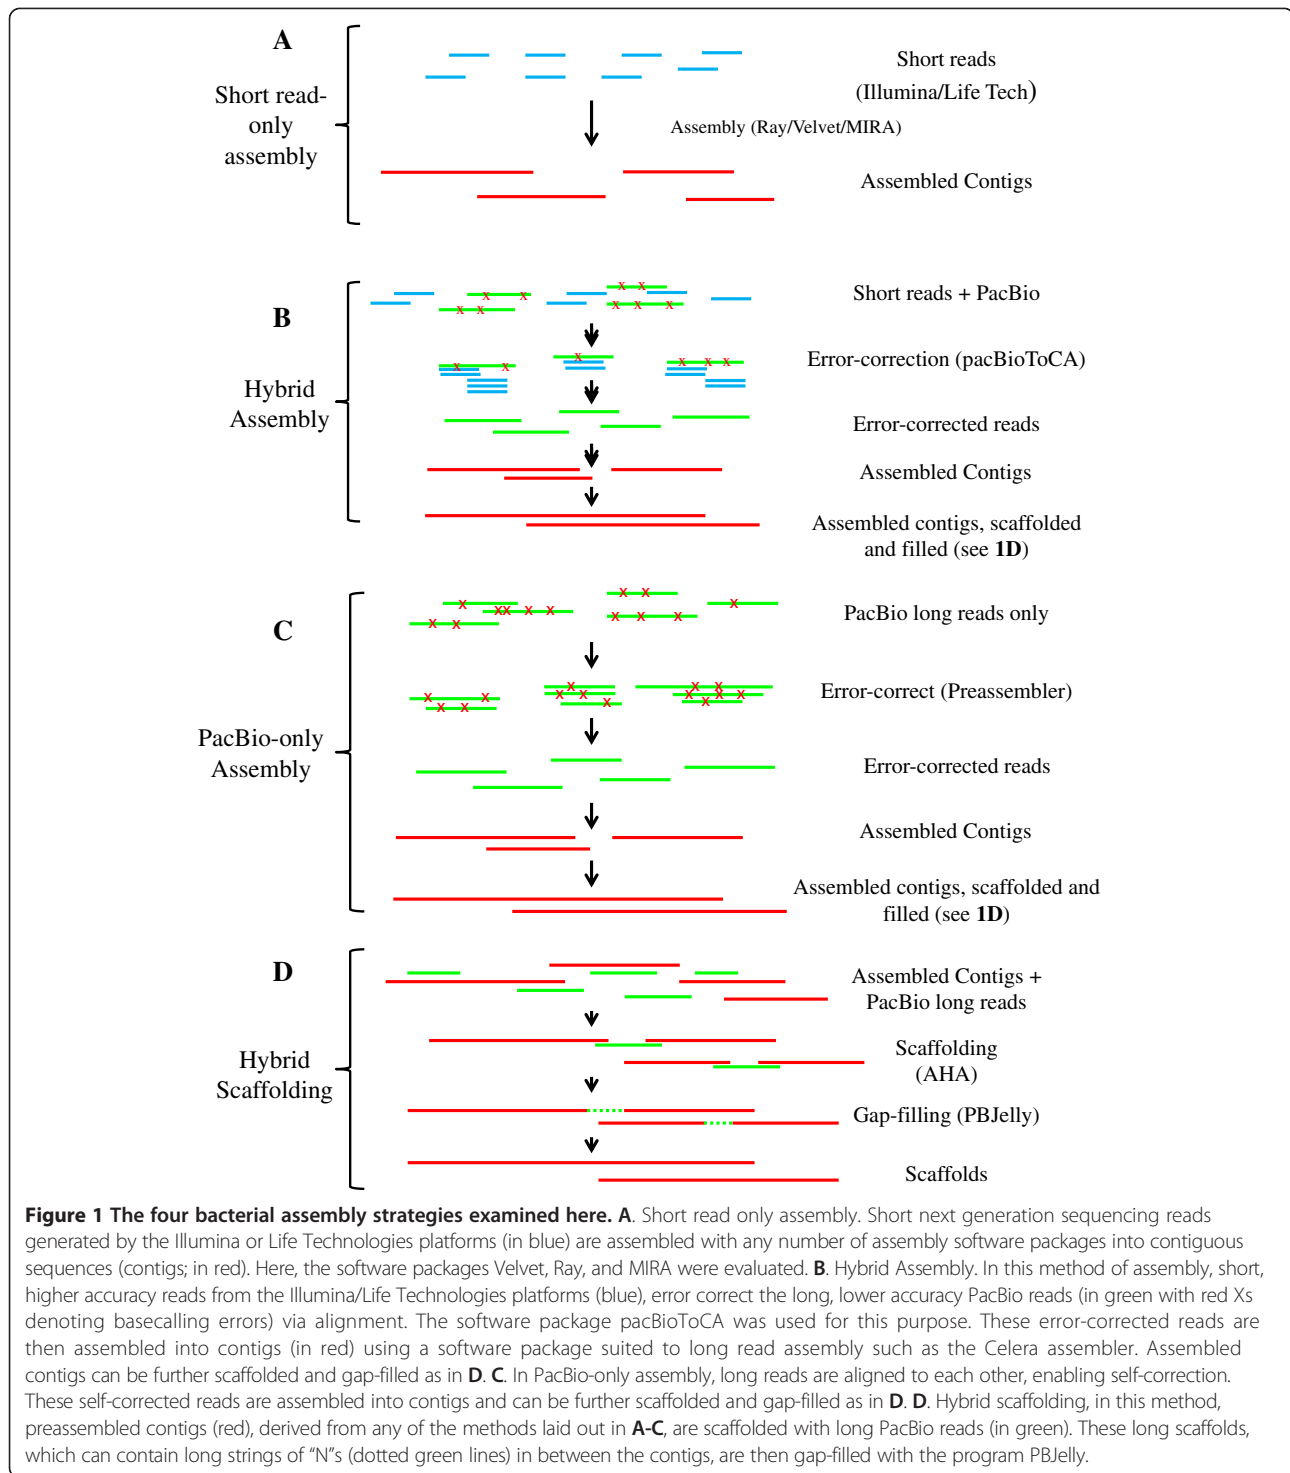 A
Short read-
only
assembly
Short reads
(Illumina/Life Tech)
Assembly (Ray/Velvet/MIRA)
Assembled Contigs
B
Hybrid
Assembly
x x x x x x x x x
Short reads + PacBio
x x x x x x
Error-correction (pacBioToCA)
Error-corrected reads
Assembled Contigs
Assembled contigs, scaffolded
and filled (see 1D)
C
PacBio-only
Assembly
X X X XX X X X X X X X X
PacBio long reads only
X X X X X X X X X X X X X X
Error-correct (Preassembler)
Error-corrected reads
Assembled Contigs
Assembled contigs, scaffolded and
filled (see 1D)
D
Hybrid
Scaffolding
Assembled Contigs +
PacBio long reads
Scaffolding
(AHA)
Gap-filling (PBJelly)
Scaffolds
Figure 1 The four bacterial assembly strategies examined here. A. Short read only assembly. Short next generation sequencing reads
generated by the Illumina or Life Technologies platforms (in blue) are assembled with any number of assembly software packages into contiguous
sequences (contigs; in red). Here, the software packages Velvet, Ray, and MIRA were evaluated. B. Hybrid Assembly. In this method of assembly, short,
higher accuracy reads from the Illumina/Life Technologies platforms (blue), error correct the long, lower accuracy PacBio reads (in green with red Xs
denoting basecalling errors) via alignment. The software package pacBioToCA was used for this purpose. These error-corrected reads are
then assembled into contigs (in red) using a software package suited to long read assembly such as the Celera assembler. Assembled
contigs can be further scaffolded and gap-filled as in D. C. In PacBio-only assembly, long reads are aligned to each other, enabling self-correction.
These self-corrected reads are assembled into contigs and can be further scaffolded and gap-filled as in D. D. Hybrid scaffolding, in this method,
preassembled contigs (red), derived from any of the methods laid out in A-C, are scaffolded with long PacBio reads (in green). These long scaffolds,
which can contain long strings of “N”s (dotted green lines) in between the contigs, are then gap-filled with the program PBJelly.